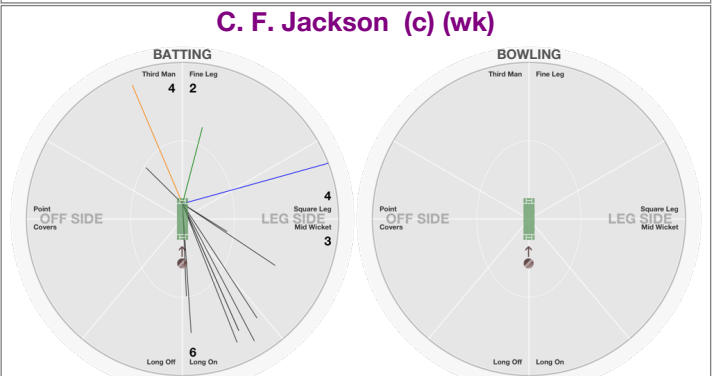 C. F. Jackson (c) (wk)
BATTING
Third Man Fine Leg
4 2
4
Point Square Leg
OFF SIDE LEG SIDE
Covers Mid Wicket
3
6
Long Off Long On
BOWLING
Third Man Fine Leg
Point Square Leg
OFF SIDE LEG SIDE
Covers Mid Wicket
Long Off Long On